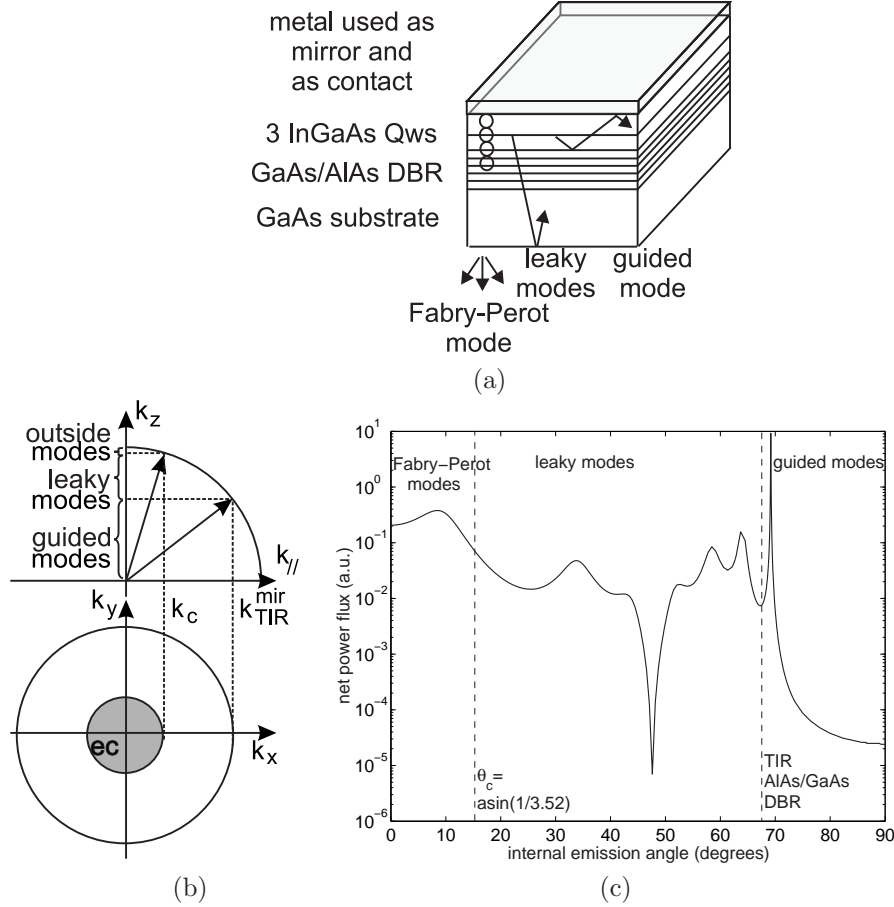 metal used as
mirror and
as contact
3 InGaAs Qws
GaAs/AlAs DBR
GaAs substrate
leaky
modes
guided
mode
Fabry-Perot
mode
(a)
k_z
outside
modes
leaky
modes
guided
modes
k_//
k_y
k_c
k_TIR^mir
ec
k_x
(b)
net power flux (a.u.)
10^1
10^0
10^−1
10^−2
10^−3
10^−4
10^−5
10^−6
Fabry−Perot
modes
leaky modes
guided modes
θ_c=
asin(1/3.52)
TIR
AlAs/GaAs
DBR
0 10 20 30 40 50 60 70 80 90
internal emission angle (degrees)
(c)